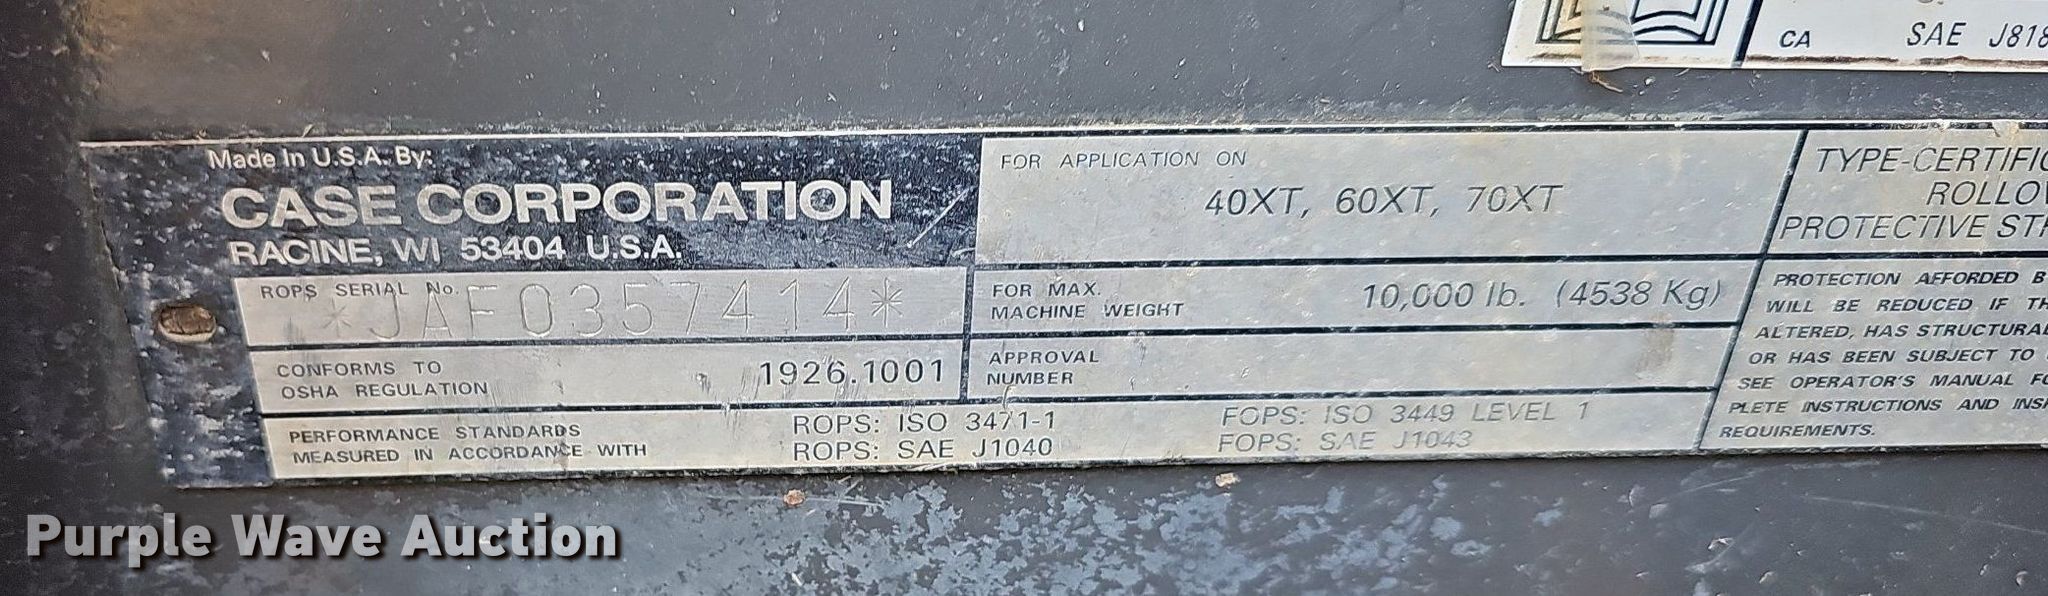 CA SAE J818
Made In U.S.A. By:
CASE CORPORATION
RACINE, WI 53404 U.S.A.
ROPS SERIAL No.
*JAF0357414*
CONFORMS TO
OSHA REGULATION
1926.1001
PERFORMANCE STANDARDS
MEASURED IN ACCORDANCE WITH
ROPS: ISO 3471-1
ROPS: SAE J1040
FOPS: ISO 3449 LEVEL 1
FOPS: SAE J1043
FOR APPLICATION ON
40XT, 60XT, 70XT
FOR MAX.
MACHINE WEIGHT
10,000 lb. (4538 Kg)
APPROVAL
NUMBER
TYPE-CERTIFIC
ROLLOV
PROTECTIVE STR
PROTECTION AFFORDED B
WILL BE REDUCED IF TH
ALTERED, HAS STRUCTURAL
OR HAS BEEN SUBJECT TO
SEE OPERATOR'S MANUAL FO
PLETE INSTRUCTIONS AND INS
REQUIREMENTS.
Purple Wave Auction